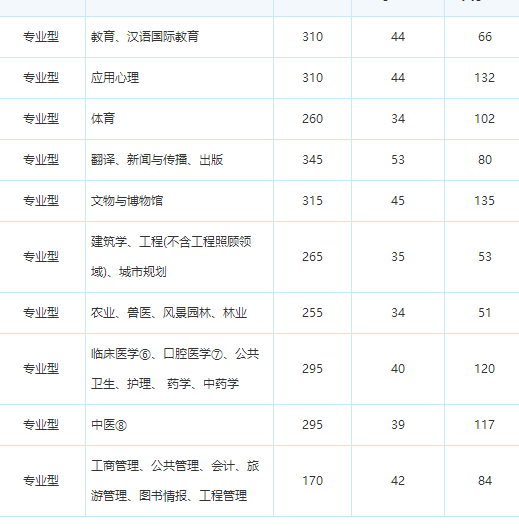 专业型 教育、汉语国际教育 310 44 66
专业型 应用心理 310 44 132
专业型 体育 260 34 102
专业型 翻译、新闻与传播、出版 345 53 80
专业型 文物与博物馆 315 45 135
建筑学、工程(不含工程照顾领
专业型 265 35 53
域)、城市规划
专业型 农业、兽医、风景园林、林业 255 34 51
临床医学⑥、口腔医学⑦、公共
专业型 295 40 120
卫生、护理、 药学、中药学
专业型 中医⑧ 295 39 117
工商管理、公共管理、会计、旅
专业型 170 42 84
游管理、图书情报、工程管理